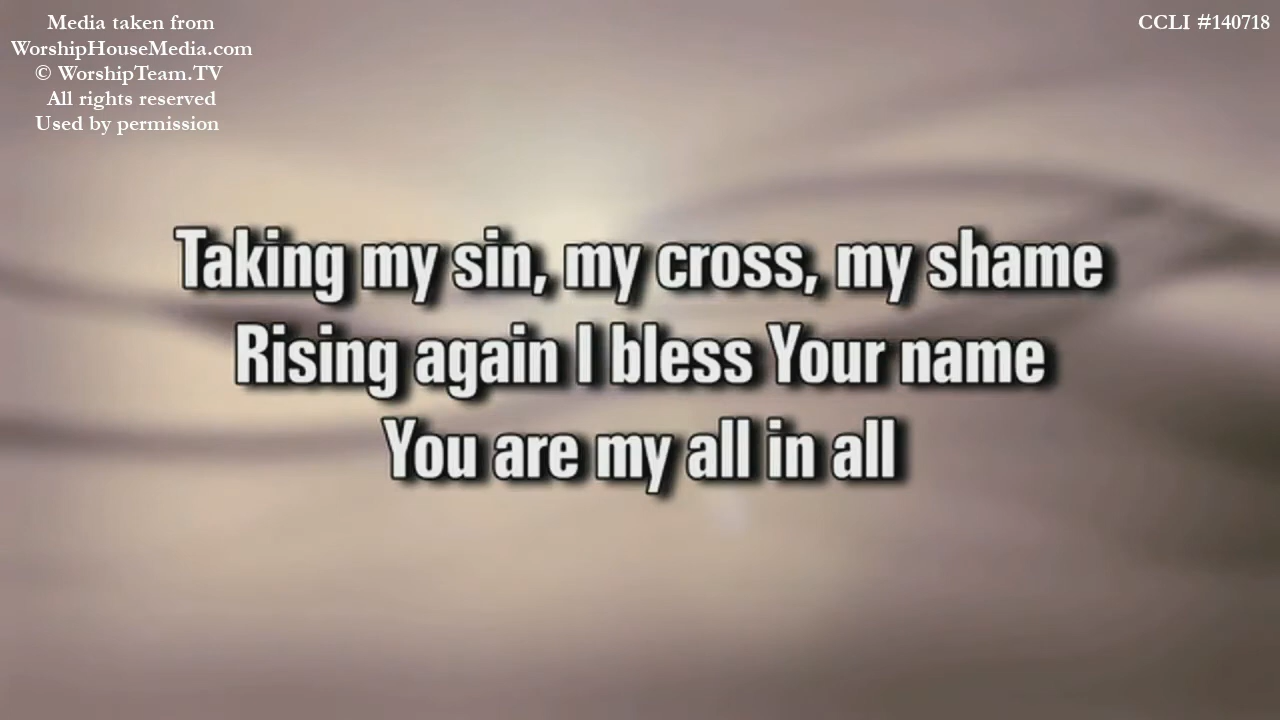 Media taken from
WorshipHouseMedia.com
© WorshipTeam.TV
All rights reserved
Used by permission
CCLI #140718
Taking my sin, my cross, my shame
Rising again I bless Your name
You are my all in all